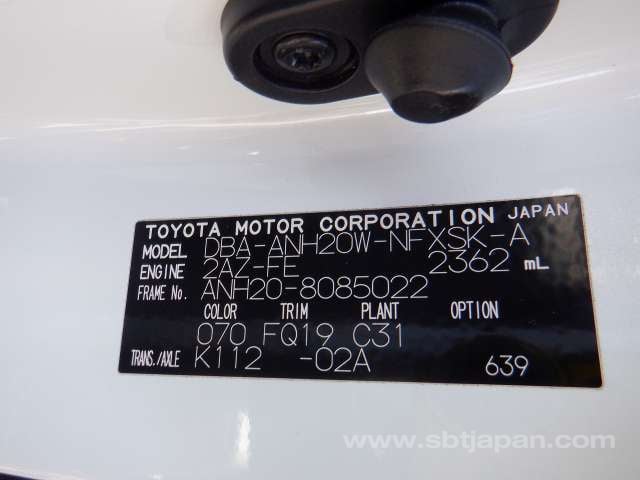 TOYOTA MOTOR CORPORATION JAPAN
MODEL DBA-ANH20W-NFXSK-A
ENGINE 2AZ-FE 2362 mL
FRAME No. ANH20-8085022
COLOR TRIM PLANT OPTION
070 FQ19 C31
TRANS./AXLE K112 -02A 639
www.sbtjapan.com